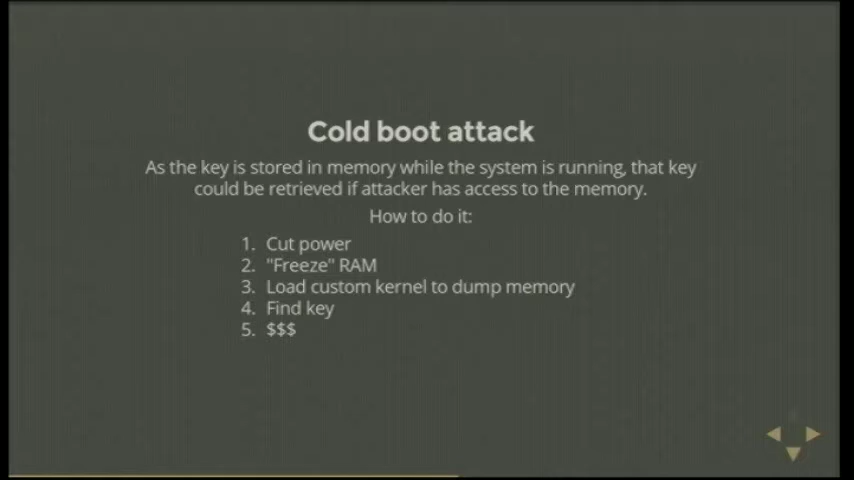 Cold boot attack
As the key is stored in memory while the system is running, that key
could be retrieved if attacker has access to the memory.
How to do it:
1. Cut power
2. "Freeze" RAM
3. Load custom kernel to dump memory
4. Find key
5. $$$